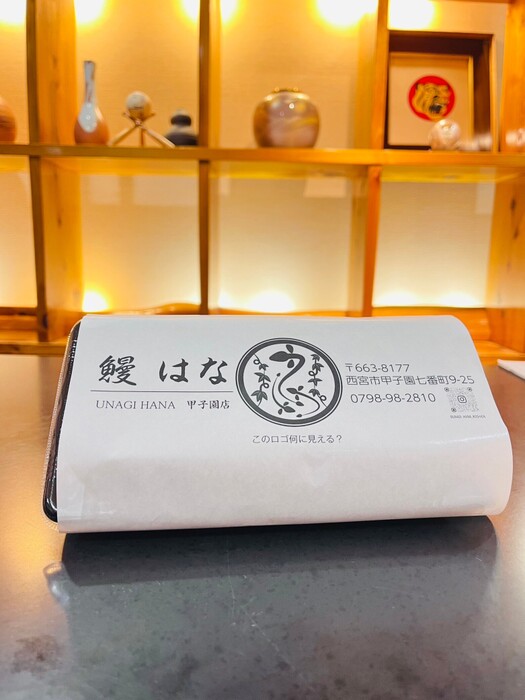 鰻 はな
UNAGI HANA 甲子園店
このロゴ何に見える？
〒663-8177
西宮市甲子園七番町9-25
0798-98-2810